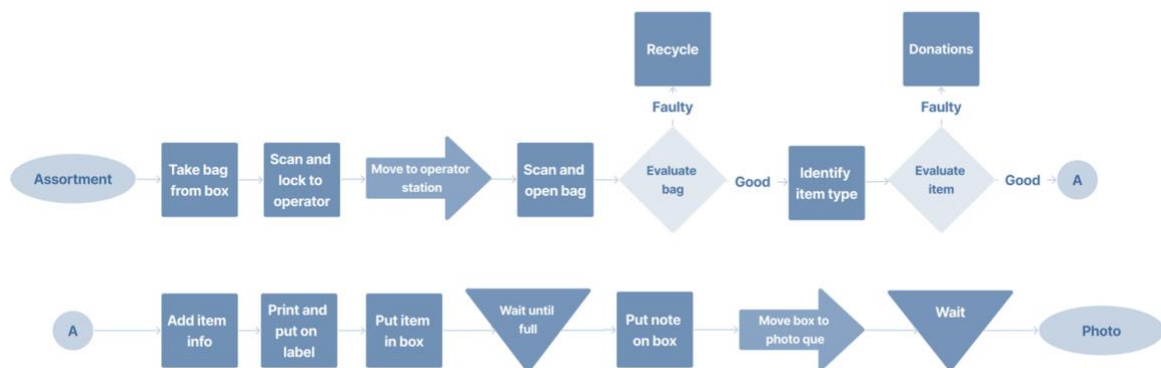 Recycle
Donations
Faulty
Faulty
Assortment
Take bag
from box
Scan and
lock to
operator
Move to operator
station
Scan and
open bag
Evaluate
bag
Good
Identify
item type
Evaluate
item
Good
A
A
Add item
info
Print and
put on
label
Put item
in box
Wait until
full
Put note
on box
Move box to
photo que
Wait
Photo